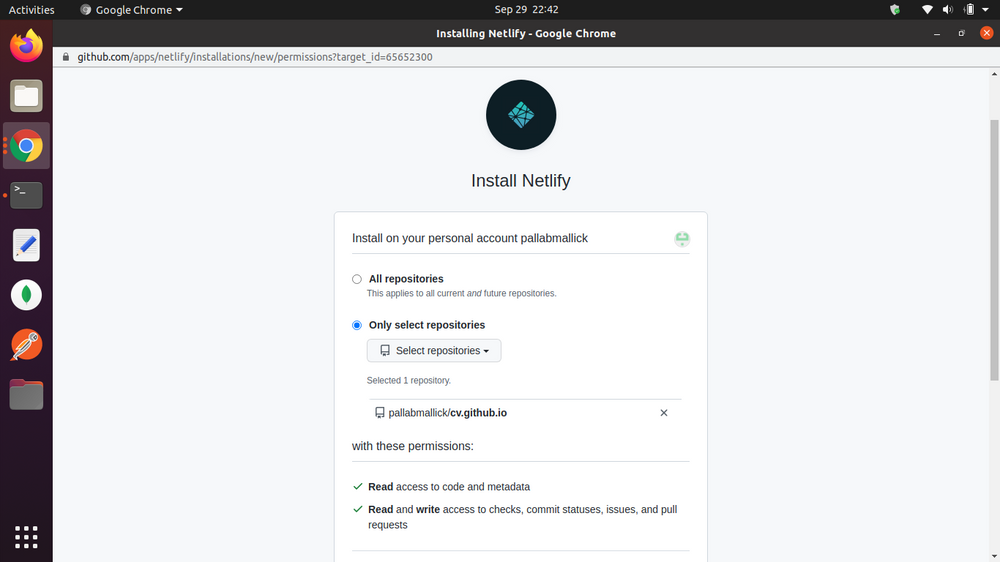 Activities Google Chrome Sep 29 22:42
Installing Netlify - Google Chrome
github.com/apps/netlify/installations/new/permissions?target_id=65652300
Install Netlify
Install on your personal account pallabmallick
All repositories
This applies to all current and future repositories.
Only select repositories
Select repositories
Selected 1 repository.
pallabmallick/cv.github.io
with these permissions:
Read access to code and metadata
Read and write access to checks, commit statuses, issues, and pull
requests